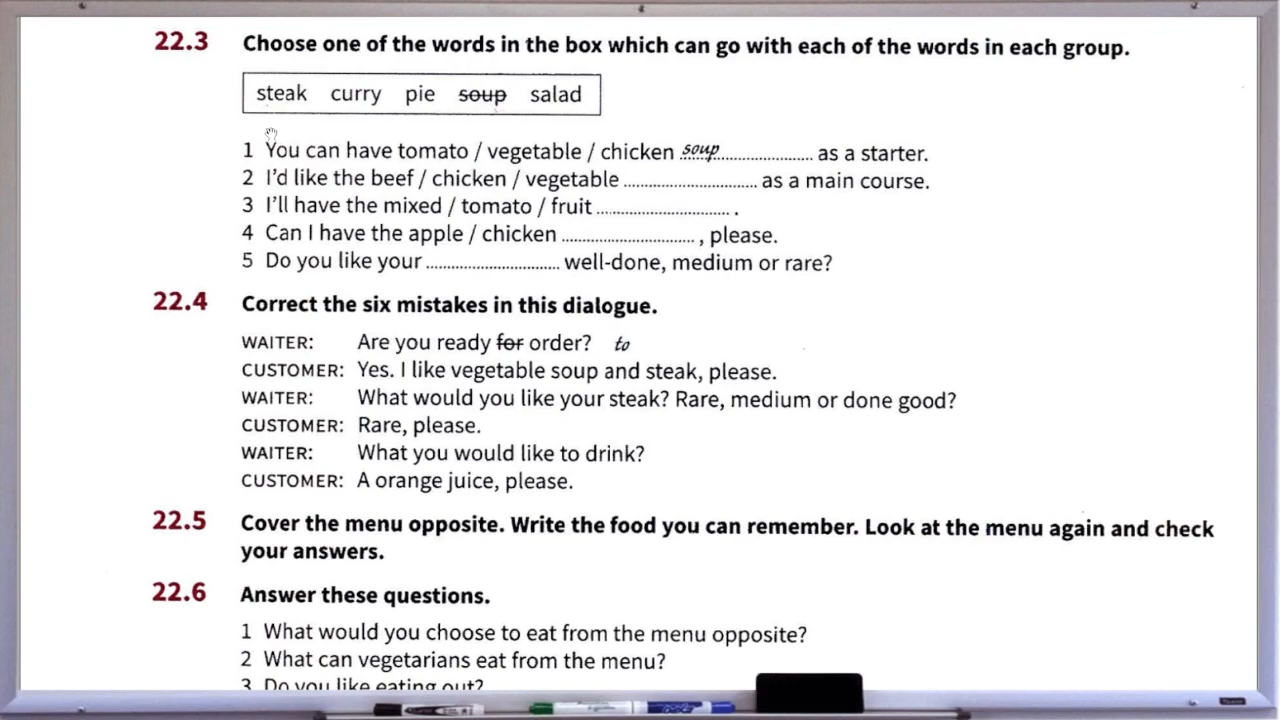 22.3 Choose one of the words in the box which can go with each of the words in each group.
steak curry pie soup salad
1 You can have tomato / vegetable / chicken soup as a starter.
2 I'd like the beef / chicken / vegetable .............................. as a main course.
3 I'll have the mixed / tomato / fruit .............................. .
4 Can I have the apple / chicken .............................. , please.
5 Do you like your .............................. well-done, medium or rare?
22.4 Correct the six mistakes in this dialogue.
WAITER: Are you ready for order? to
CUSTOMER: Yes. I like vegetable soup and steak, please.
WAITER: What would you like your steak? Rare, medium or done good?
CUSTOMER: Rare, please.
WAITER: What you would like to drink?
CUSTOMER: A orange juice, please.
22.5 Cover the menu opposite. Write the food you can remember. Look at the menu again and check
your answers.
22.6 Answer these questions.
1 What would you choose to eat from the menu opposite?
2 What can vegetarians eat from the menu?
3 Do you like eating out?